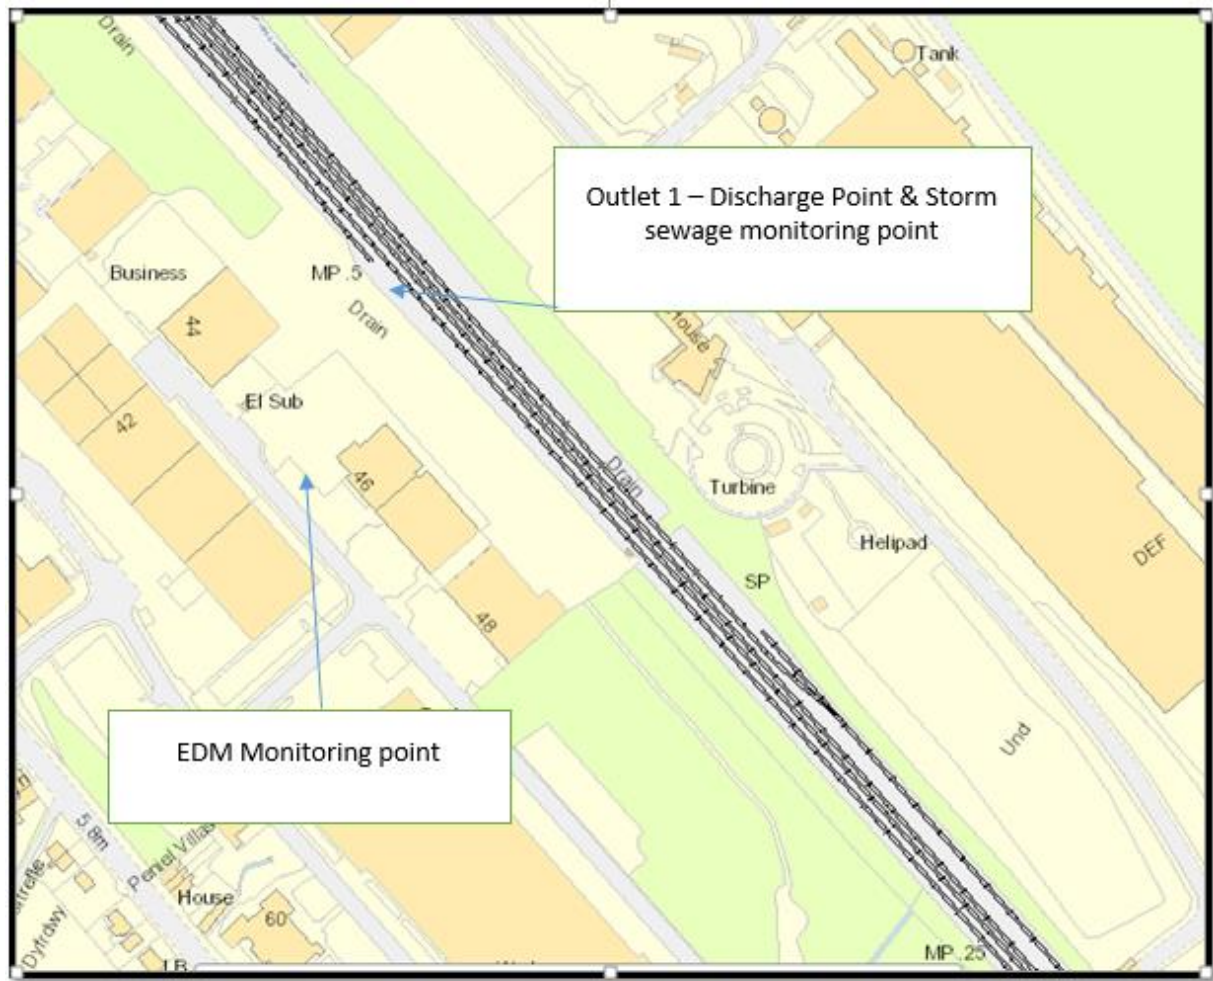 Drain
Tank
Outlet 1 – Discharge Point & Storm
sewage monitoring point
Business
MP .5
Drain
44
House
El Sub
42
46
Drain
Turbine
Helipad
DEF
SP
48
Und
EDM Monitoring point
5.8m
Peniel Villas
House
60
Dyfrdwy
LB
MP .25